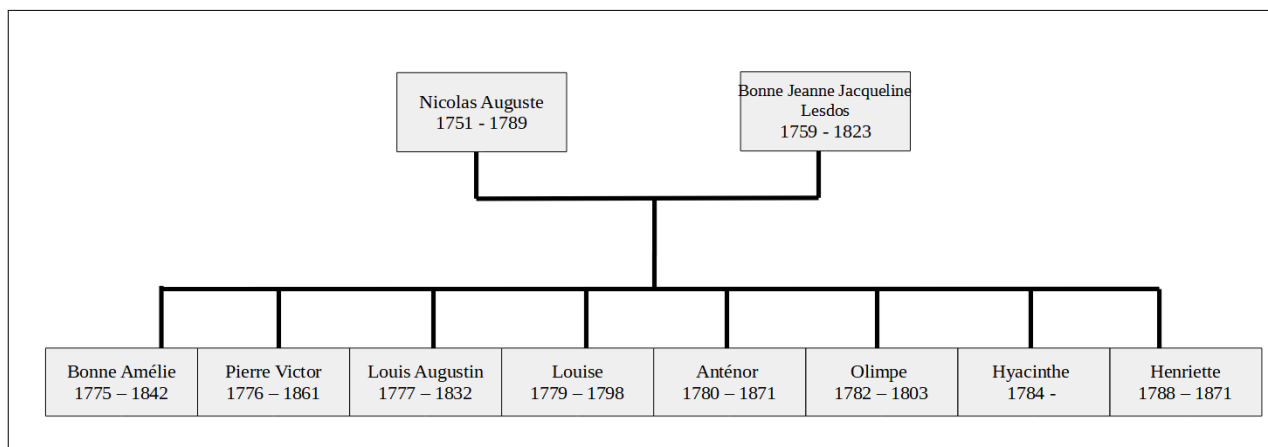 Nicolas Auguste
1751 - 1789
Bonne Jeanne Jacqueline
Lesdos
1759 - 1823
Bonne Amélie
1775 – 1842
Pierre Victor
1776 – 1861
Louis Augustin
1777 – 1832
Louise
1779 – 1798
Anténor
1780 – 1871
Olimpe
1782 – 1803
Hyacinthe
1784 -
Henriette
1788 – 1871